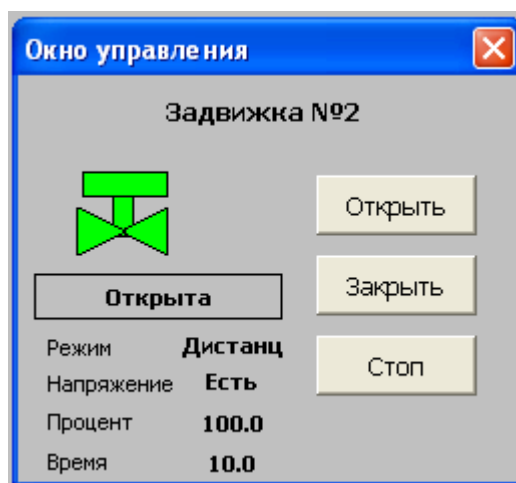 Окно управления
Задвижка №2
Открыть
Закрыть
Открыта
Стоп
Режим Дистанц
Напряжение Есть
Процент 100.0
Время 10.0